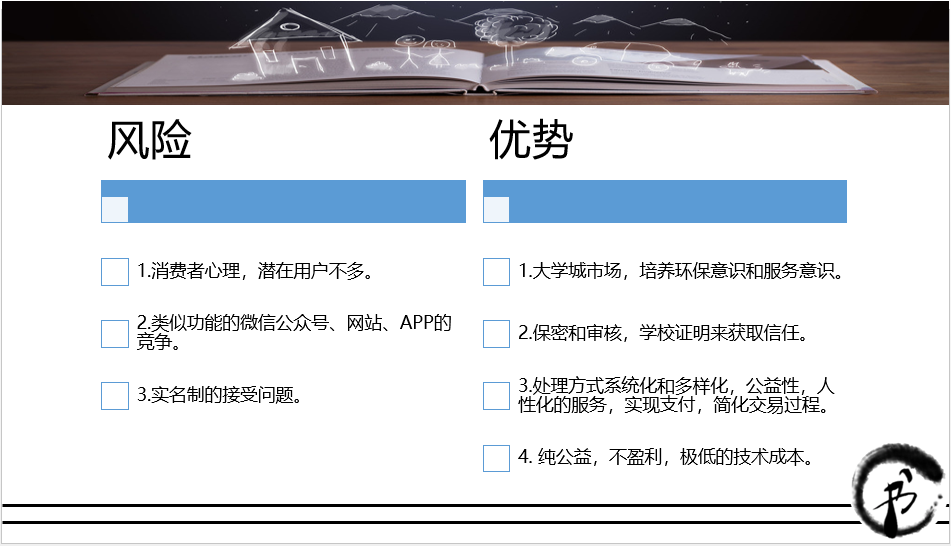 风险
1.消费者心理，潜在用户不多。
2.类似功能的微信公众号、网站、APP的
竞争。
3.实名制的接受问题。
优势
1.大学城市场，培养环保意识和服务意识。
2.保密和审核，学校证明来获取信任。
3.处理方式系统化和多样化，公益性，人
性化的服务，实现支付，简化交易过程。
4. 纯公益，不盈利，极低的技术成本。
书